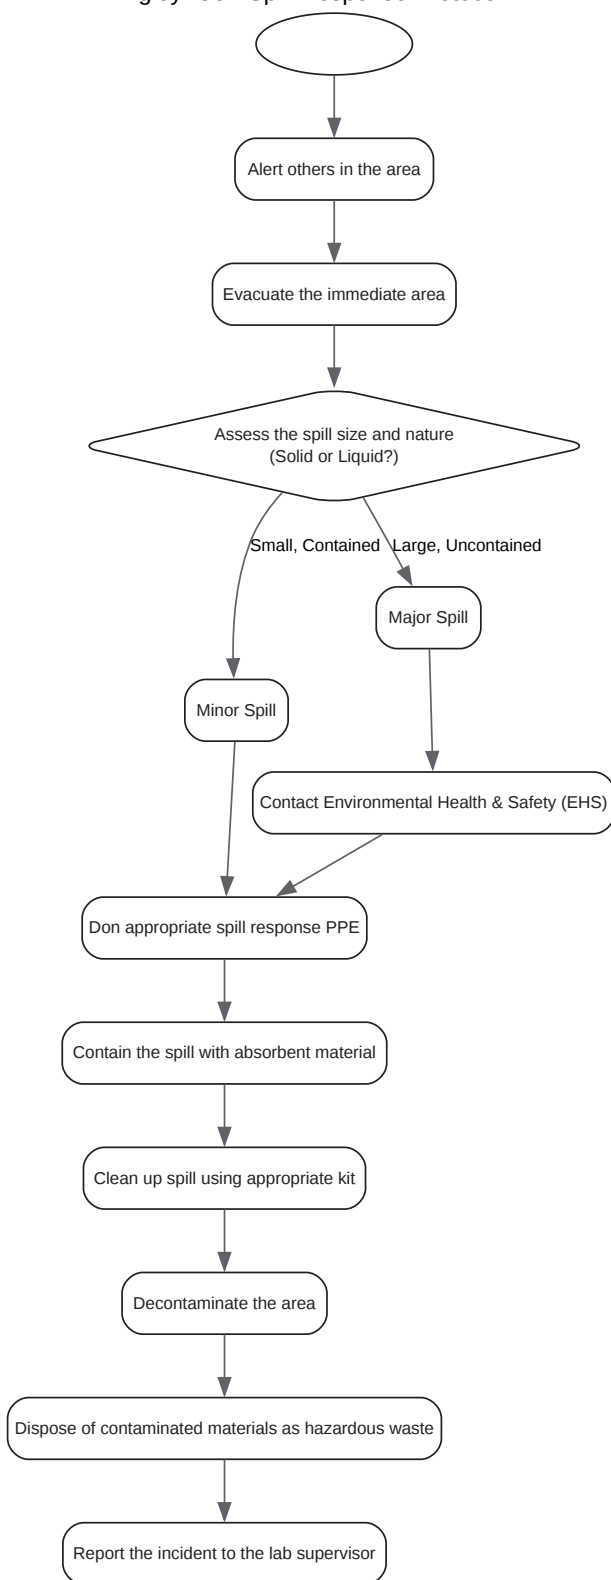 Alert others in the area
Evacuate the immediate area
Assess the spill size and nature
(Solid or Liquid?)
Small, Contained
Large, Uncontained
Major Spill
Minor Spill
Contact Environmental Health & Safety (EHS)
Don appropriate spill response PPE
Contain the spill with absorbent material
Clean up spill using appropriate kit
Decontaminate the area
Dispose of contaminated materials as hazardous waste
Report the incident to the lab supervisor